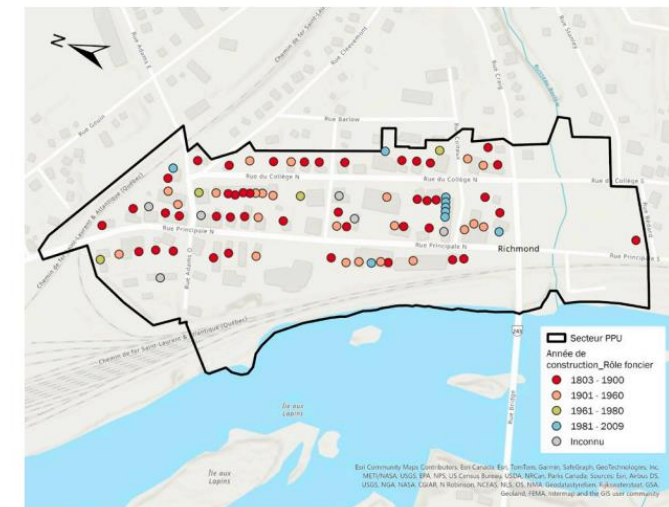 N
Rue Adams S
Chemin de fer Saint-Laurent & Atlantique (Québec)
Rue Gouin
Rue Barlow
Rue Craig
Rue Stanley
Rue du Collège N
Rue du Collège S
Rue Principale N
Rue Principale N
Richmond
Rue Principale S
Rue Adams O
Chemin de fer Saint-Laurent & Atlantique (Québec)
Chemin de fer Saint-Laurent & Atlantique (Québec)
243
Rue Bridge
Île aux
Lapins
Île aux
Lapins
Secteur PPU
Année de
construction_Rôle foncier
1803 - 1900
1901 - 1960
1961 - 1980
1981 - 2009
Inconnu
Esri Community Maps Contributors, Esri Canada, Esri, TomTom, Garmin, SafeGraph, GeoTechnologies, Inc,
METI/NASA, USGS, EPA, NPS, US Census Bureau, USDA, NRCan, Parks Canada; Sources: Esri, Airbus DS,
USGS, NGA, NASA, CGIAR, N Robinson, NCEAS, NLS, OS, NMA, Geodatastyrelsen, Rijkswaterstaat, GSA,
Geoland, FEMA, Intermap and the GIS user community